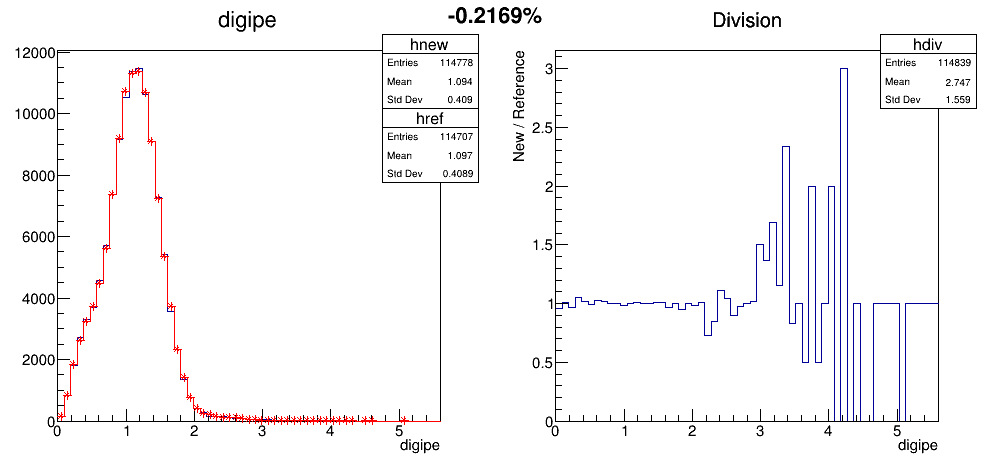 -0.2169%
digipe
hnew
Entries 114778
Mean 1.094
Std Dev 0.409
href
Entries 114707
Mean 1.097
Std Dev 0.4089
12000
10000
8000
6000
4000
2000
0
0 1 2 3 4 5
digipe
Division
hdiv
Entries 114839
Mean 2.747
Std Dev 1.559
New / Reference
3
2.5
2
1.5
1
0.5
0
0 1 2 3 4 5
digipe